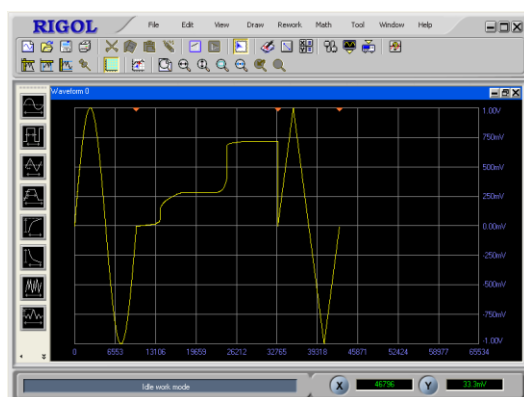 RIGOL File Edit View Draw Rework Math Tool Window Help
Waveform 0
1.00V
750mV
500mV
250mV
0.00mV
-250mV
-500mV
-750mV
-1.00V
0 6553 13106 19659 26212 32765 39318 45871 52424 58977 65534
Idle work mode X 46796 Y 33.3mV